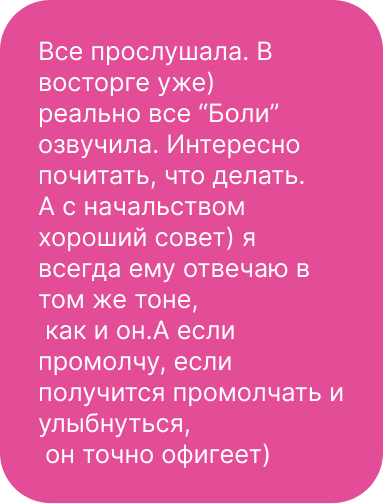 Все прослушала. В
восторге уже)
реально все “Боли”
озвучила. Интересно
почитать, что делать.
А с начальством
хороший совет) я
всегда ему отвечаю в
том же тоне,
как и он.А если
промолчу, если
получится промолчать и
улыбнуться,
он точно офигеет)